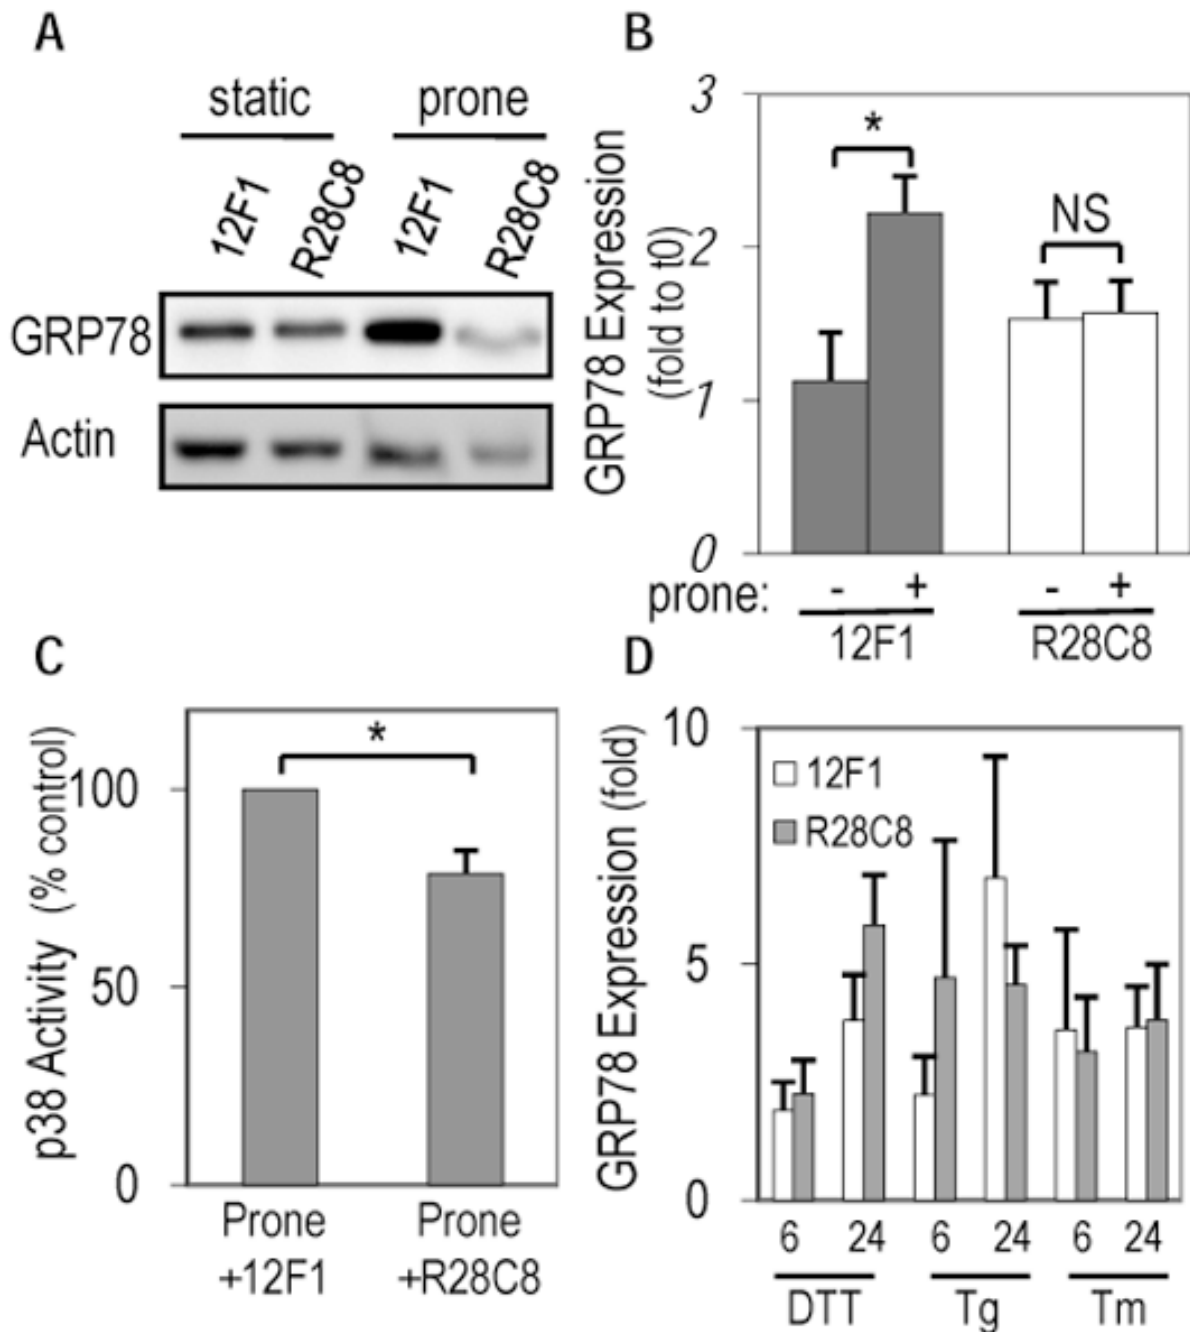 A
static prone
12F1 R28C8 12F1 R28C8
GRP78
Actin
B
GRP78 Expression
(fold to t0)
3
2
1
0
*
NS
prone: - + - +
12F1 R28C8
C
p38 Activity (% control)
100
50
0
*
Prone Prone
+12F1 +R28C8
D
GRP78 Expression (fold)
10
5
0
12F1
R28C8
6 24 6 24 6 24
DTT Tg Tm